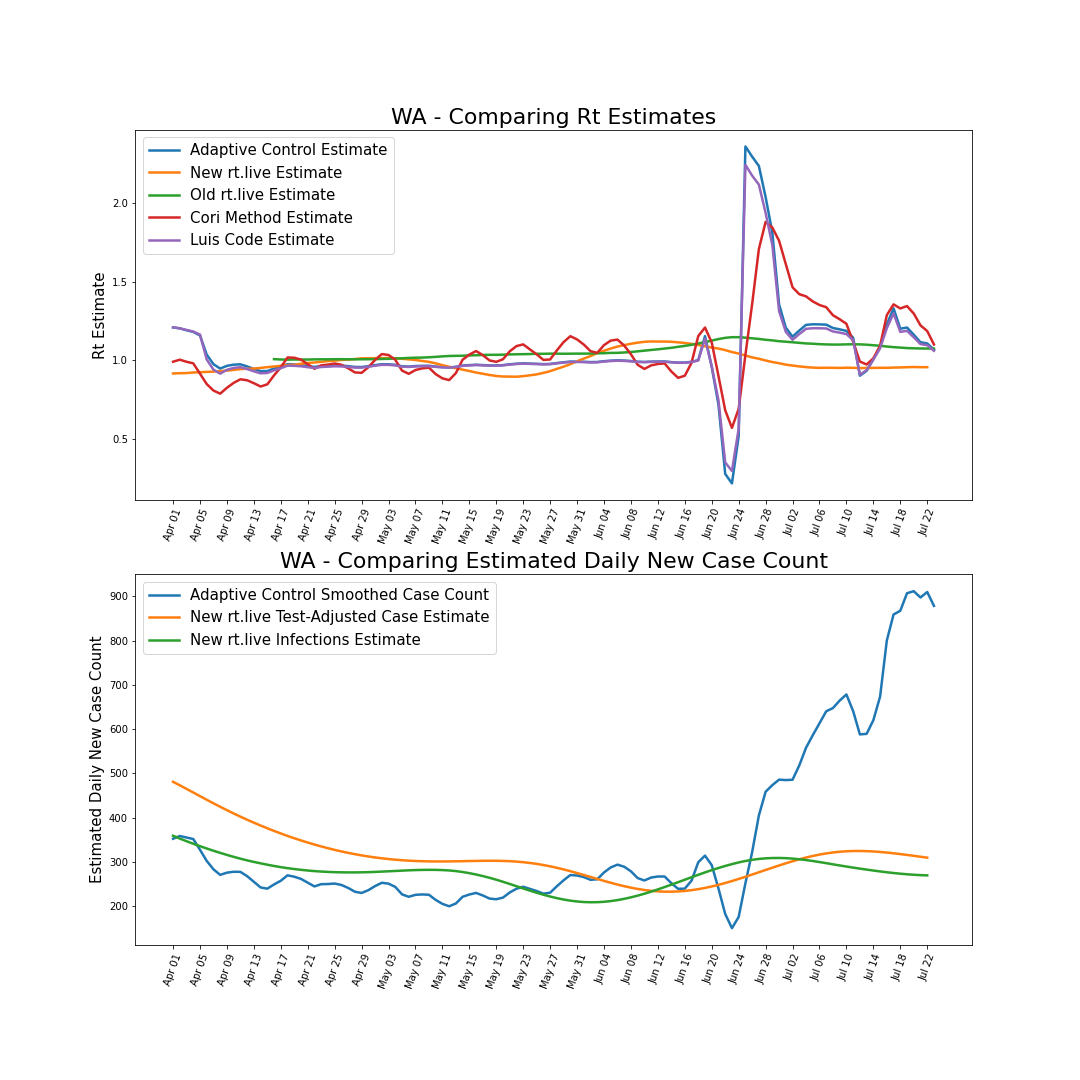 WA - Comparing Rt Estimates
Adaptive Control Estimate
New rt.live Estimate
Old rt.live Estimate
Cori Method Estimate
Luis Code Estimate
Rt Estimate
2.0
1.5
1.0
0.5
Apr 01 Apr 05 Apr 09 Apr 13 Apr 17 Apr 21 Apr 25 Apr 29 May 03 May 07 May 11 May 15 May 19 May 23 May 27 May 31 Jun 04 Jun 08 Jun 12 Jun 16 Jun 20 Jun 24 Jun 28 Jul 02 Jul 06 Jul 10 Jul 14 Jul 18 Jul 22
WA - Comparing Estimated Daily New Case Count
Adaptive Control Smoothed Case Count
New rt.live Test-Adjusted Case Estimate
New rt.live Infections Estimate
Estimated Daily New Case Count
900
800
700
600
500
400
300
200
Apr 01 Apr 05 Apr 09 Apr 13 Apr 17 Apr 21 Apr 25 Apr 29 May 03 May 07 May 11 May 15 May 19 May 23 May 27 May 31 Jun 04 Jun 08 Jun 12 Jun 16 Jun 20 Jun 24 Jun 28 Jul 02 Jul 06 Jul 10 Jul 14 Jul 18 Jul 22